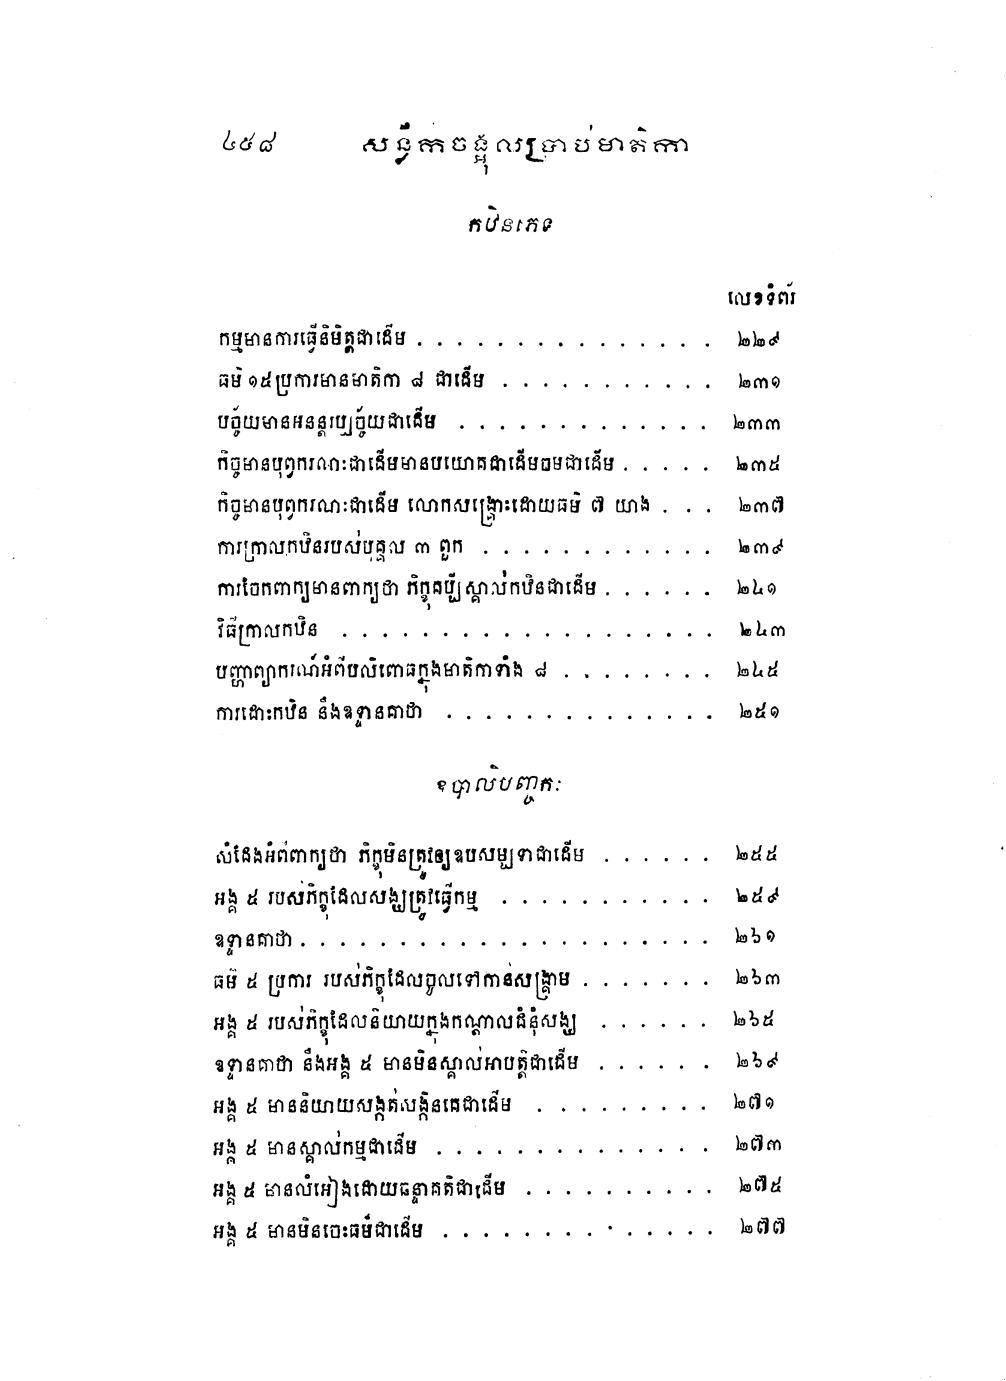 ៤៥៨ សន្លឹកចង្អុលប្រាប់មាតិកា
កឋិនភេទ
លេខទំព័រ
កម្មមានការធ្វើនិមិត្តជាដើម . . . . . . . . . . . . . . . ២២៩
ធម៌ ១៥ប្រការមានមាតិកា ៨ ជាដើម . . . . . . . . . . . ២៣១
បច្ច័យមានអនន្តរប្បច្ច័យជាដើម . . . . . . . . . . . . . ២៣៣
កិច្ចមានបុព្វករណៈជាដើមមានបយោគជាដើមធមជាដើម . . . . . ២៣៥
កិច្ចមានបុព្វករណៈជាដើម លោកសង្គ្រោះដោយធម៌ ៧ យាង . . . ២៣៧
ការក្រាលកឋិនរបស់បុគ្គល ៣ ពួក . . . . . . . . . . . . ២៣៩
ការចែកពាក្យមានពាក្យថា ភិក្ខុគប្បីស្គាល់កឋិនជាដើម . . . . . . ២៤១
វិធីក្រាលកឋិន . . . . . . . . . . . . . . . . . . . ២៤៣
បញ្ហាព្យាករណ៍អំពីបលិពោធក្នុងមាតិកាទាំង ៨ . . . . . . . . ២៤៥
ការដោះកឋិន នឹងឧទ្ទានគាថា . . . . . . . . . . . . . . ២៥១
ឧបាលិបញ្ចកៈ
សំដែងអំពីពាក្យថា ភិក្ខុមិនត្រូវឲ្យឧបសម្បទាជាដើម . . . . . . ២៥៥
អង្គ ៥ របស់ភិក្ខុដែលសង្ឃត្រូវធ្វើកម្ម . . . . . . . . . . . ២៥៩
ឧទ្ទានគាថា . . . . . . . . . . . . . . . . . . . . . ២៦១
ធម៌ ៥ ប្រការ របស់ភិក្ខុដែលចូលទៅកាន់សង្គ្រាម . . . . . . . ២៦៣
អង្គ ៥ របស់ភិក្ខុដែលនិយាយក្នុងកណ្តាលជំនុំសង្ឃ . . . . . . ២៦៥
ឧទ្ទានគាថា នឹងអង្គ ៥ មានមិនស្គាល់អាបត្តិជាដើម . . . . . . ២៦៩
អង្គ ៥ មាននិយាយសង្កត់សង្កិនគេជាដើម . . . . . . . . . ២៧១
អង្គ ៥ មានស្គាល់កម្មជាដើម . . . . . . . . . . . . . . ២៧៣
អង្គ ៥ មានលំអៀងដោយឆន្ទាគតិជាដើម . . . . . . . . . . ២៧៥
អង្គ ៥ មានមិនចេះធម៌ជាដើម . . . . . . . . . . . . . . ២៧៧